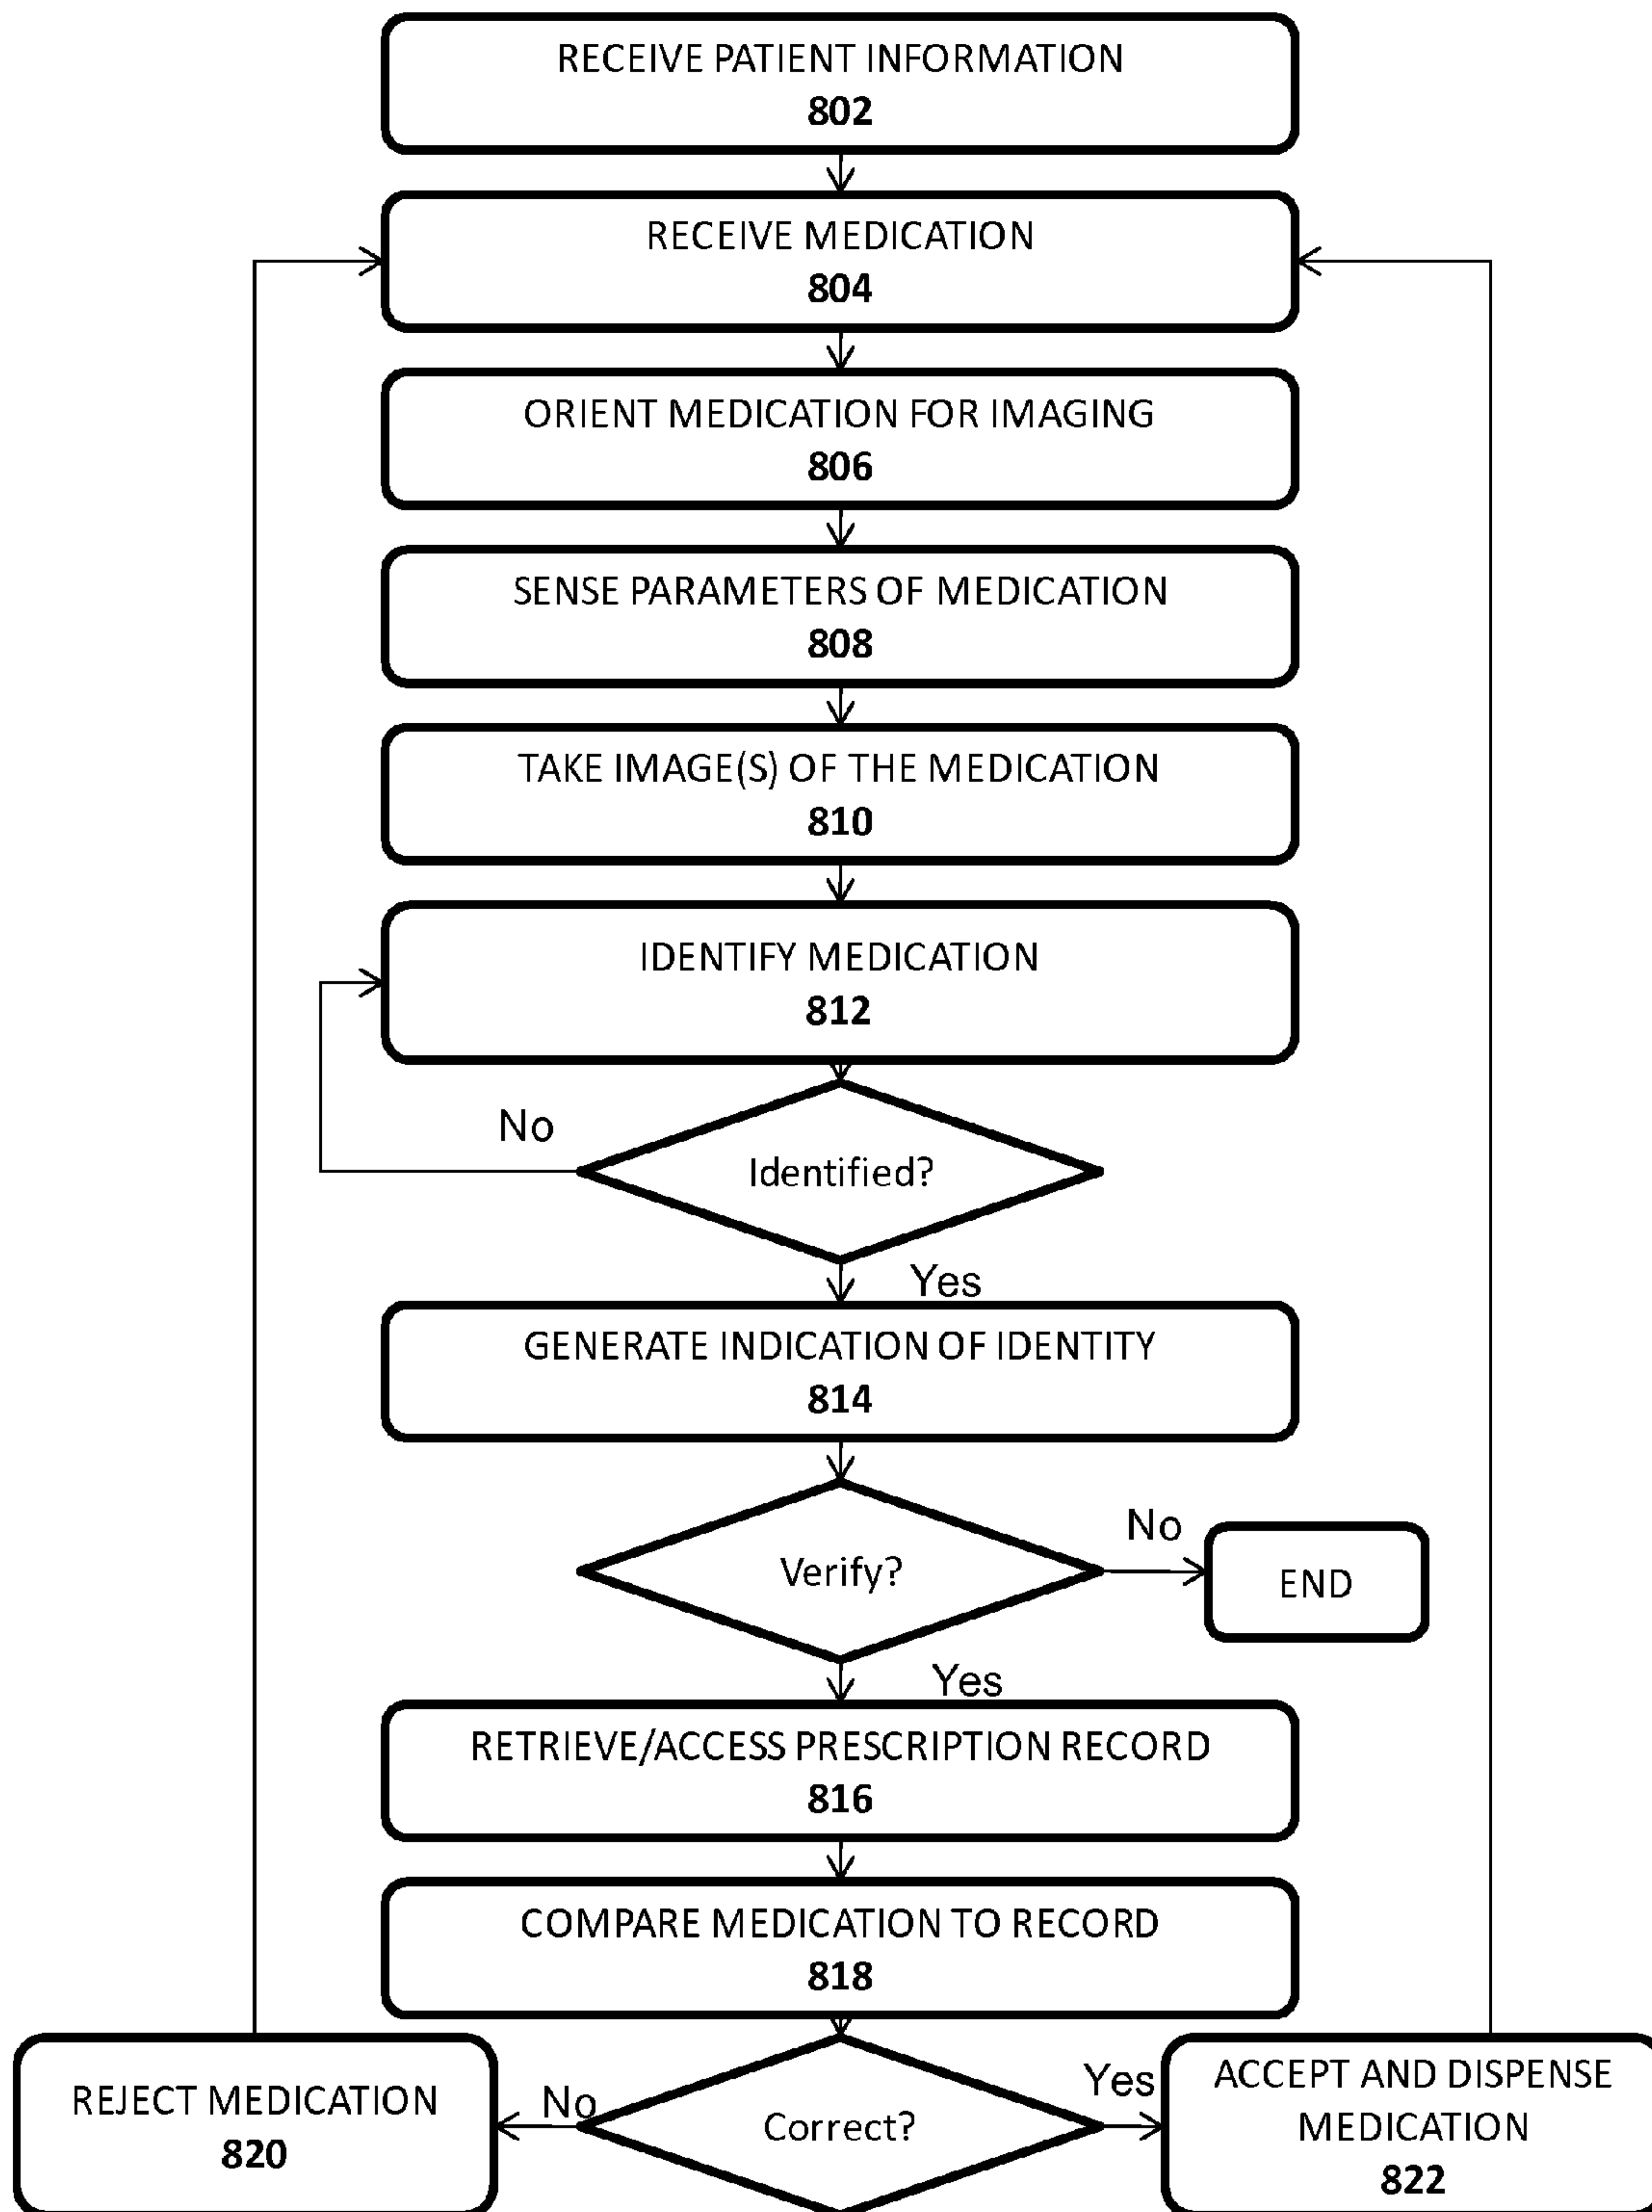 RECEIVE PATIENT INFORMATION
802
RECEIVE MEDICATION
804
ORIENT MEDICATION FOR IMAGING
806
SENSE PARAMETERS OF MEDICATION
808
TAKE IMAGE(S) OF THE MEDICATION
810
IDENTIFY MEDICATION
812
No
Identified?
Yes
GENERATE INDICATION OF IDENTITY
814
No
Verify?
END
Yes
RETRIEVE/ACCESS PRESCRIPTION RECORD
816
COMPARE MEDICATION TO RECORD
818
REJECT MEDICATION
820
No
Correct?
Yes
ACCEPT AND DISPENSE
MEDICATION
822